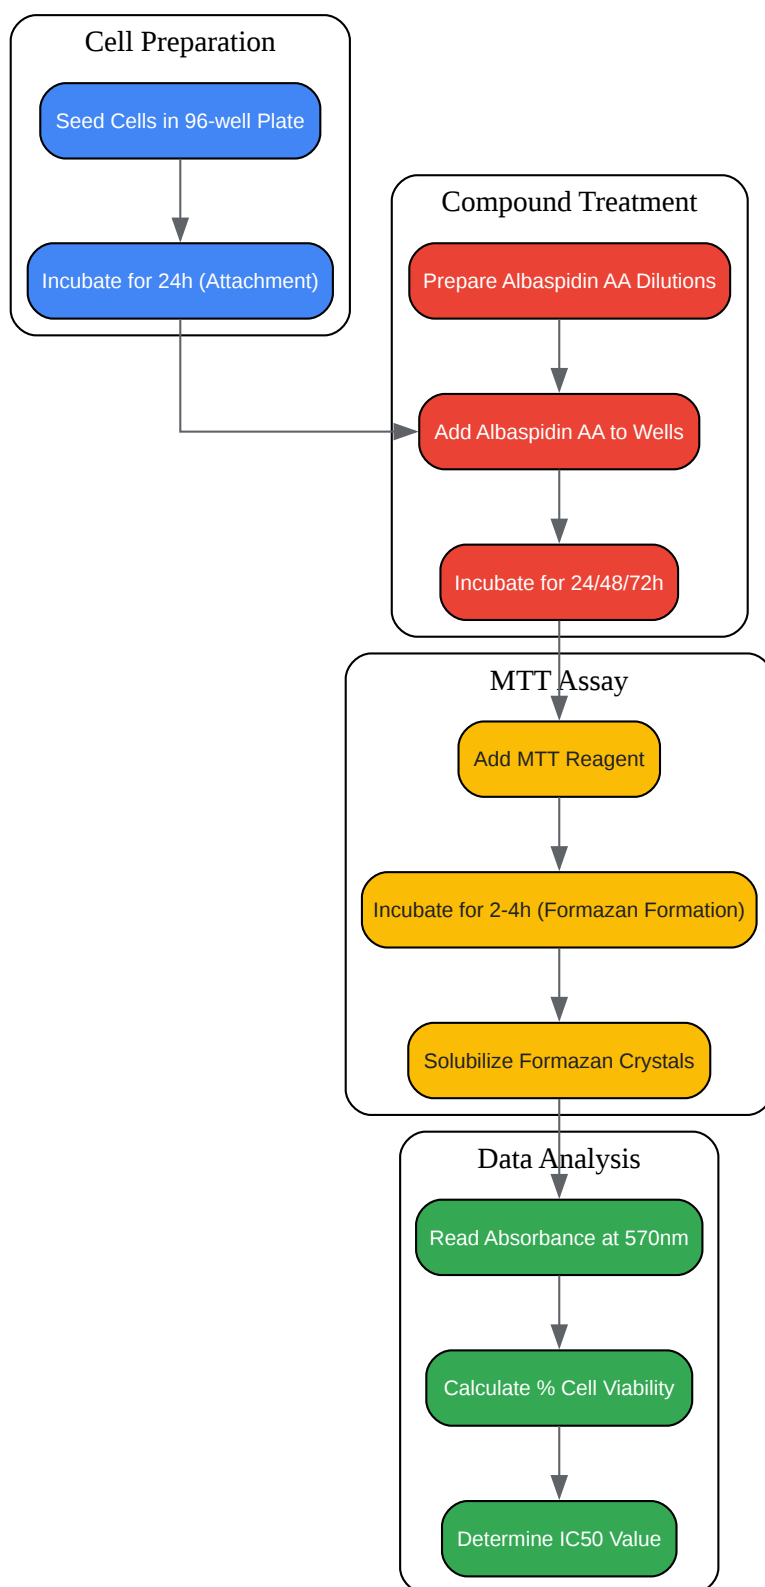 Cell Preparation
Seed Cells in 96-well Plate
Incubate for 24h (Attachment)
Compound Treatment
Prepare Albaspidin AA Dilutions
Add Albaspidin AA to Wells
Incubate for 24/48/72h
MTT Assay
Add MTT Reagent
Incubate for 2-4h (Formazan Formation)
Solubilize Formazan Crystals
Data Analysis
Read Absorbance at 570nm
Calculate % Cell Viability
Determine IC50 Value